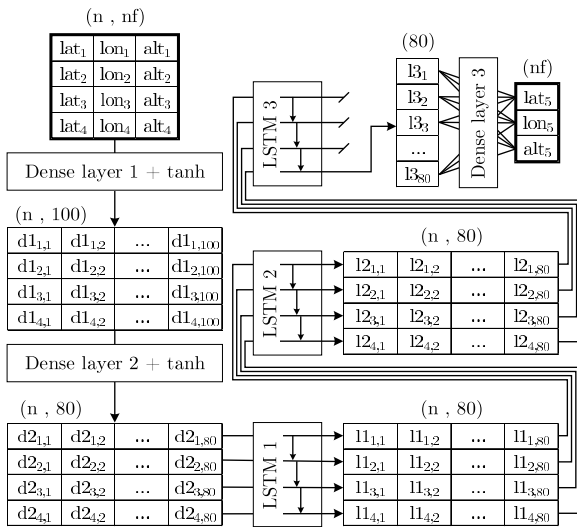 (n , nf)
lat1 lon1 alt1
lat2 lon2 alt2
lat3 lon3 alt3
lat4 lon4 alt4
Dense layer 1 + tanh
(n , 100)
d11,1 d11,2 ... d11,100
d12,1 d12,2 ... d12,100
d13,1 d13,2 ... d13,100
d14,1 d14,2 ... d14,100
Dense layer 2 + tanh
(n , 80)
d21,1 d21,2 ... d21,80
d22,1 d22,2 ... d22,80
d23,1 d23,2 ... d23,80
d24,1 d24,2 ... d24,80
LSTM 1
(n , 80)
l11,1 l11,2 ... l11,80
l12,1 l12,2 ... l12,80
l13,1 l13,2 ... l13,80
l14,1 l14,2 ... l14,80
LSTM 2
(n , 80)
l21,1 l21,2 ... l21,80
l22,1 l22,2 ... l22,80
l23,1 l23,2 ... l23,80
l24,1 l24,2 ... l24,80
LSTM 3
(80)
l31
l32
l33
...
l380
Dense layer 3
(nf)
lat5
lon5
alt5